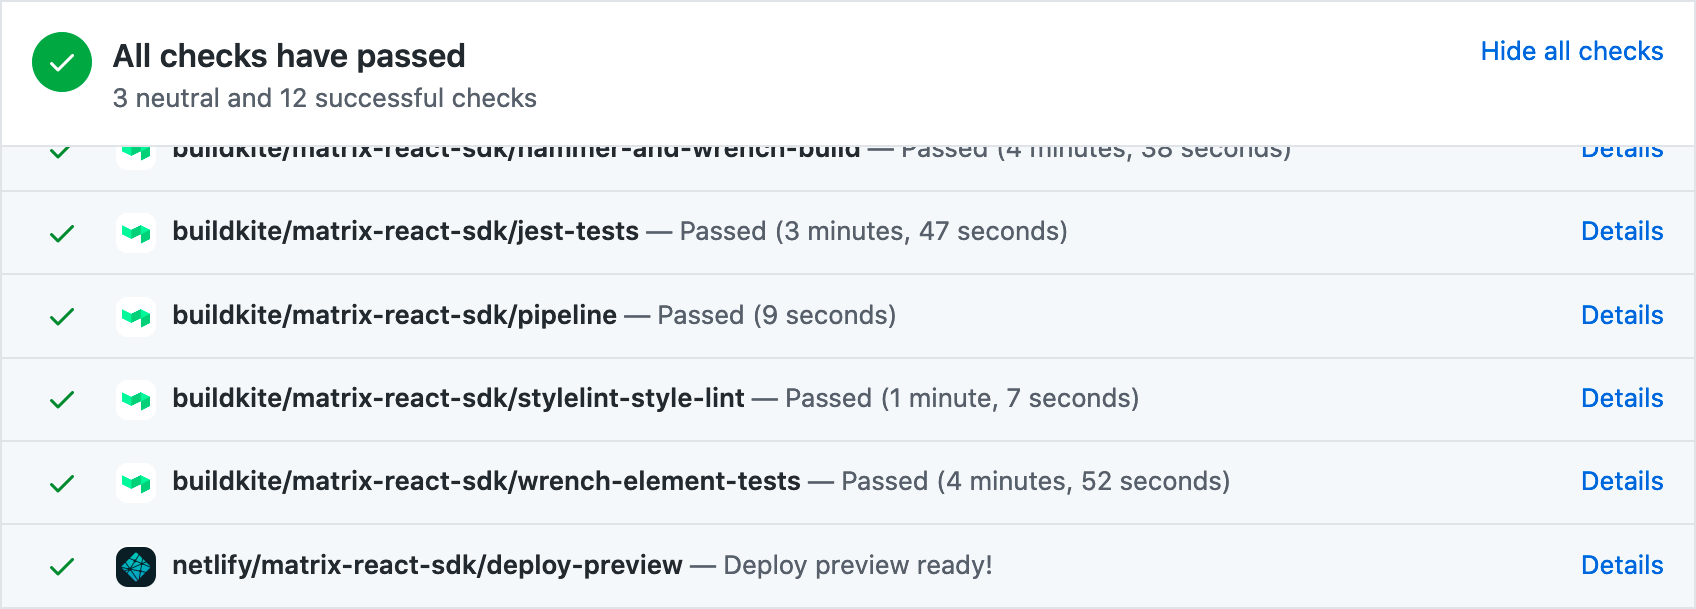 All checks have passed
Hide all checks
3 neutral and 12 successful checks
buildkite/matrix-react-sdk/hammer-and-wrench-build — Passed (4 minutes, 38 seconds) Details
buildkite/matrix-react-sdk/jest-tests — Passed (3 minutes, 47 seconds) Details
buildkite/matrix-react-sdk/pipeline — Passed (9 seconds) Details
buildkite/matrix-react-sdk/stylelint-style-lint — Passed (1 minute, 7 seconds) Details
buildkite/matrix-react-sdk/wrench-element-tests — Passed (4 minutes, 52 seconds) Details
netlify/matrix-react-sdk/deploy-preview — Deploy preview ready! Details